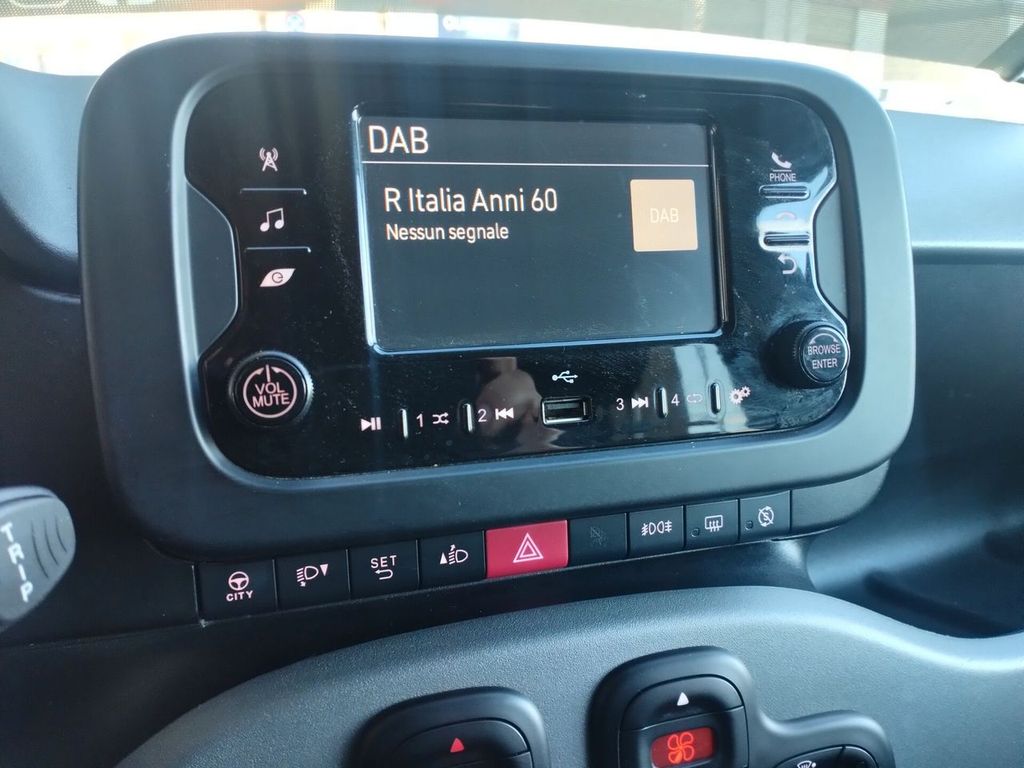 DAB
R Italia Anni 60
Nessun segnale
DAB
PHONE
VOL
MUTE
BROWSE
ENTER
1
2
3
4
CITY
SET
TRIP